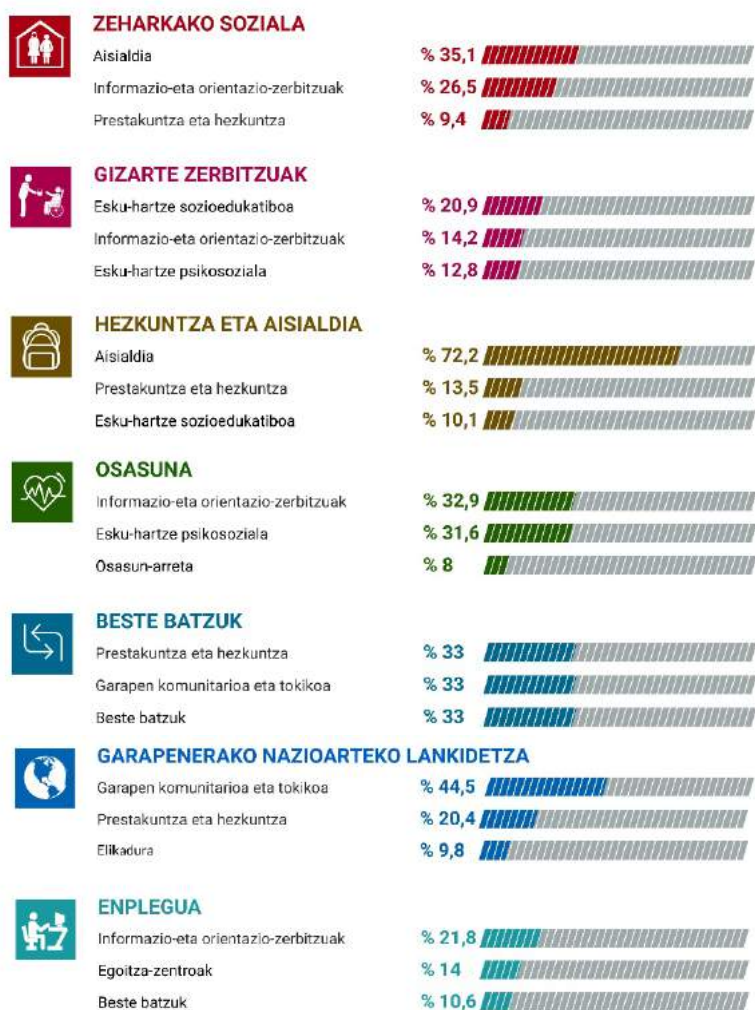 ZEHARKAKO SOZIALA
Aisialdia % 35,1
Informazio-eta orientazio-zerbitzuak % 26,5
Prestakuntza eta hezkuntza % 9,4
GIZARTE ZERBITZUAK
Esku-hartze sozioedukatiboa % 20,9
Informazio-eta orientazio-zerbitzuak % 14,2
Esku-hartze psikosoziala % 12,8
HEZKUNTZA ETA AISIALDIA
Aisialdia % 72,2
Prestakuntza eta hezkuntza % 13,5
Esku-hartze sozioedukatiboa % 10,1
OSASUNA
Informazio-eta orientazio-zerbitzuak % 32,9
Esku-hartze psikosoziala % 31,6
Osasun-arreta % 8
BESTE BATZUK
Prestakuntza eta hezkuntza % 33
Garapen komunitarioa eta tokikoa % 33
Beste batzuk % 33
GARAPENERAKO NAZIOARTEKO LANKIDETZA
Garapen komunitarioa eta tokikoa % 44,5
Prestakuntza eta hezkuntza % 20,4
Elikadura % 9,8
ENPLEGUA
Informazio-eta orientazio-zerbitzuak % 21,8
Egoitza-zentroak % 14
Beste batzuk % 10,6